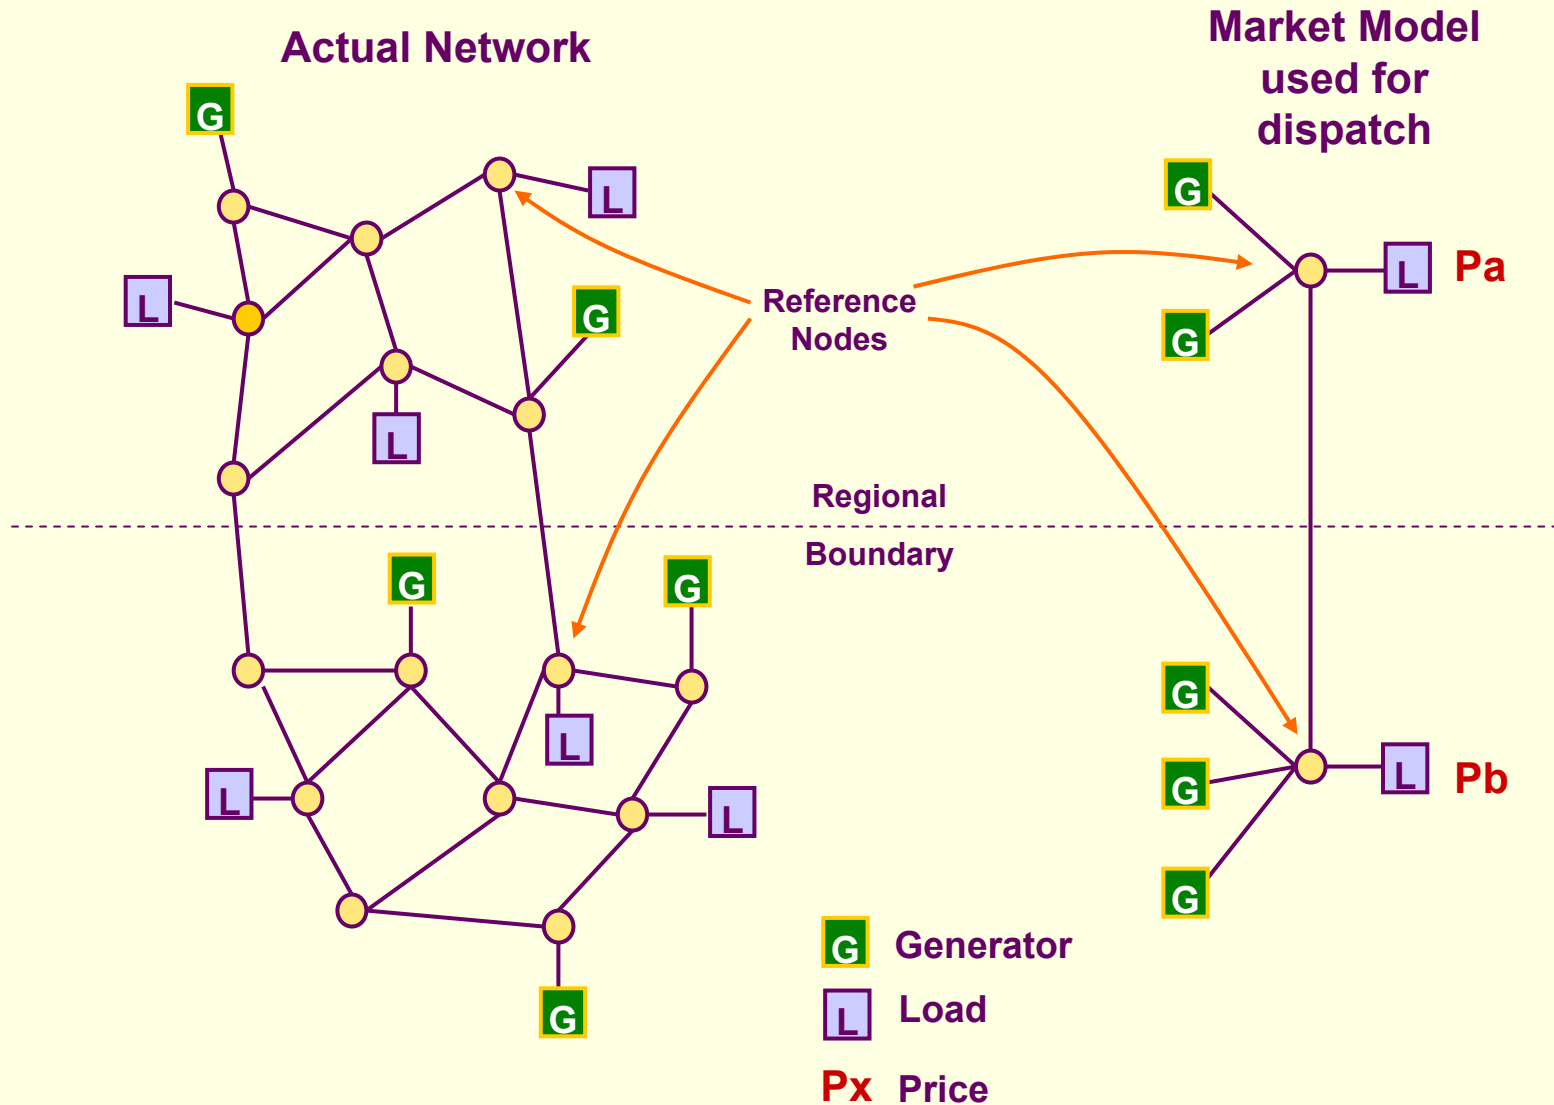 Actual Network
Market Model
used for
dispatch
G
L
G
L
G
L
Pa
L
G
G
Reference
Nodes
L
Regional
Boundary
G
G
G
L
G
L
Pb
L
L
G
G
G Generator
L Load
Px Price